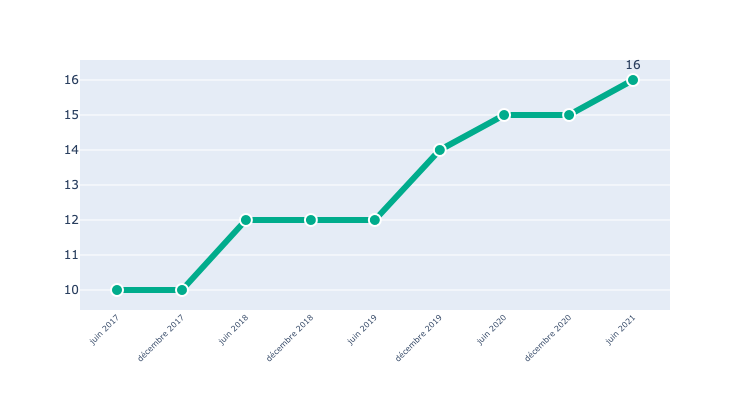 16
16
15
14
13
12
11
10
juin 2017
décembre 2017
juin 2018
décembre 2018
juin 2019
décembre 2019
juin 2020
décembre 2020
juin 2021